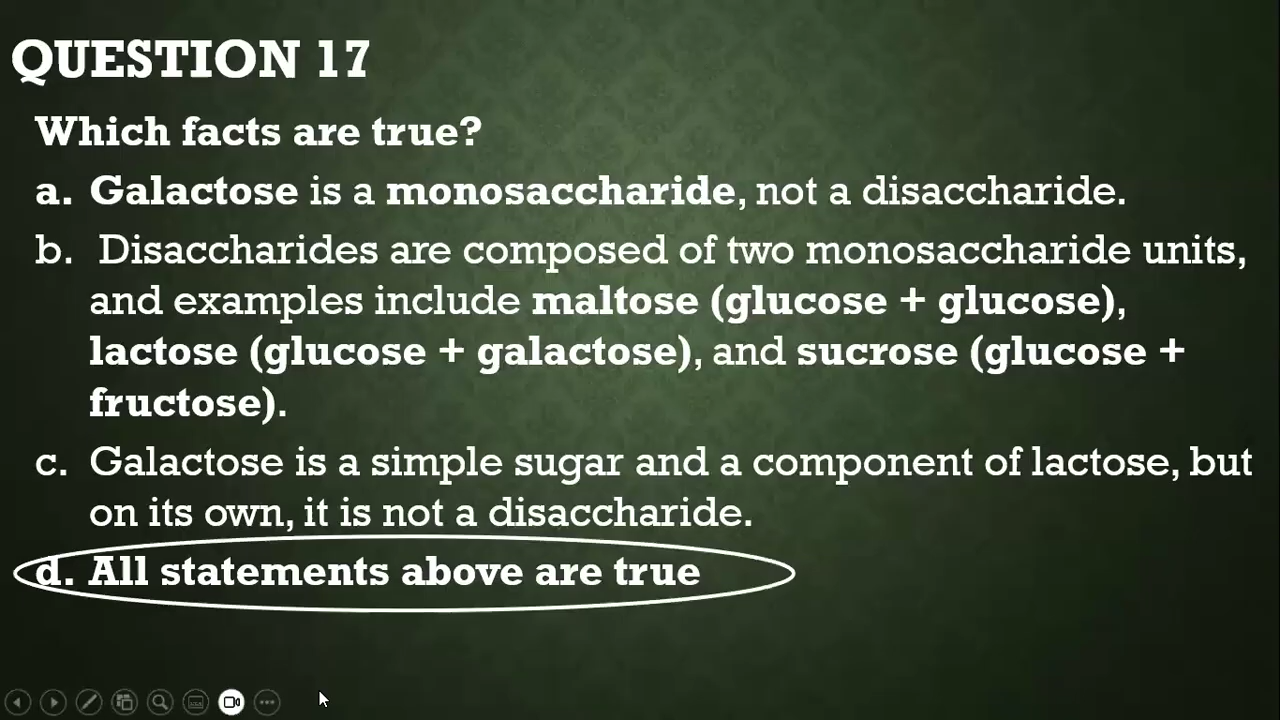 QUESTION 17
Which facts are true?
a. Galactose is a monosaccharide, not a disaccharide.
b. Disaccharides are composed of two monosaccharide units,
and examples include maltose (glucose + glucose),
lactose (glucose + galactose), and sucrose (glucose +
fructose).
c. Galactose is a simple sugar and a component of lactose, but
on its own, it is not a disaccharide.
d. All statements above are true